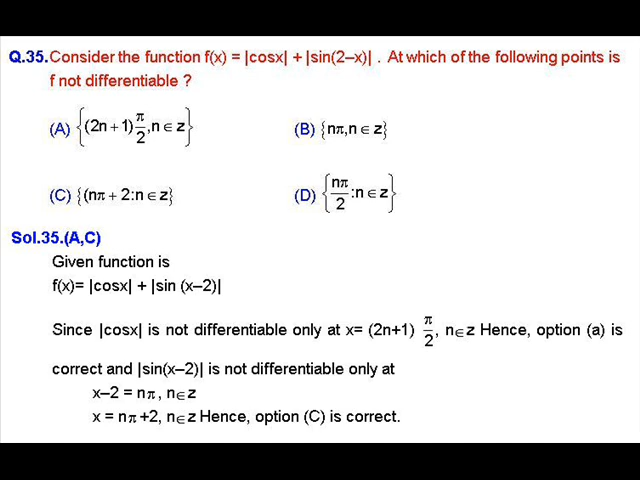 Q.35. Consider the function f(x) = |cosx| + |sin(2–x)| . At which of the following points is
f not differentiable ?
(A) {(2n + 1) π/2, n ∈ z} (B) {nπ, n ∈ z}
(C) {(nπ + 2: n ∈ z} (D) {nπ/2 : n ∈ z}
Sol.35.(A,C)
Given function is
f(x)= |cosx| + |sin (x–2)|
Since |cosx| is not differentiable only at x= (2n+1) π/2, n∈z Hence, option (a) is
correct and |sin(x–2)| is not differentiable only at
x–2 = nπ, n∈z
x = nπ+2, n∈z Hence, option (C) is correct.